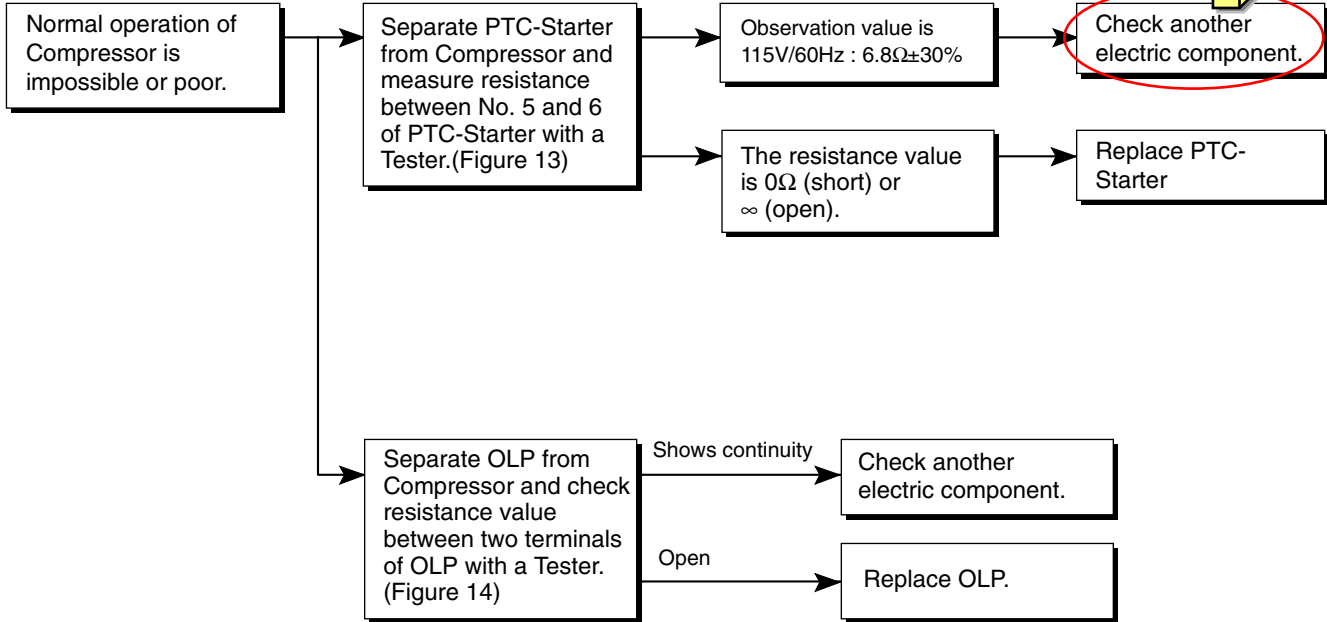 Normal operation of
Compressor is
impossible or poor.
Separate PTC-Starter
from Compressor and
measure resistance
between No. 5 and 6
of PTC-Starter with a
Tester.(Figure 13)
Observation value is
115V/60Hz : 6.8Ω±30%
Check another
electric component.
The resistance value
is 0Ω (short) or
∞ (open).
Replace PTC-
Starter
Separate OLP from
Compressor and check
resistance value
between two terminals
of OLP with a Tester.
(Figure 14)
Shows continuity
Check another
electric component.
Open
Replace OLP.